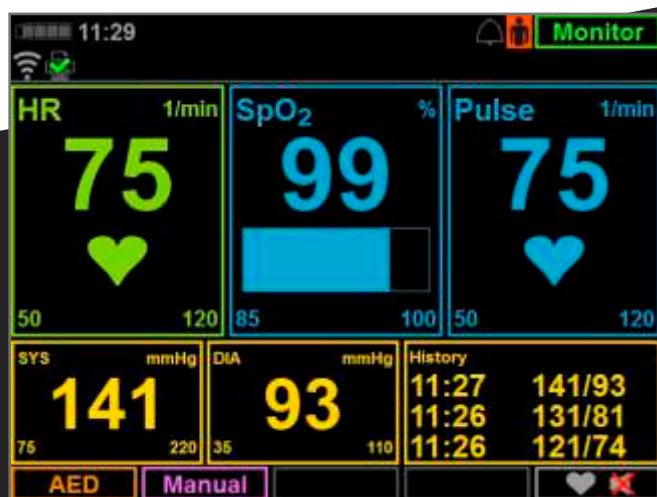 11:29 Monitor
HR 1/min SpO₂ % Pulse 1/min
75 99 75
50 120 85 100 50 120
SYS mmHg DIA mmHg History
141 93
11:27 141/93
11:26 131/81
11:26 121/74
75 220 35 110
AED Manual